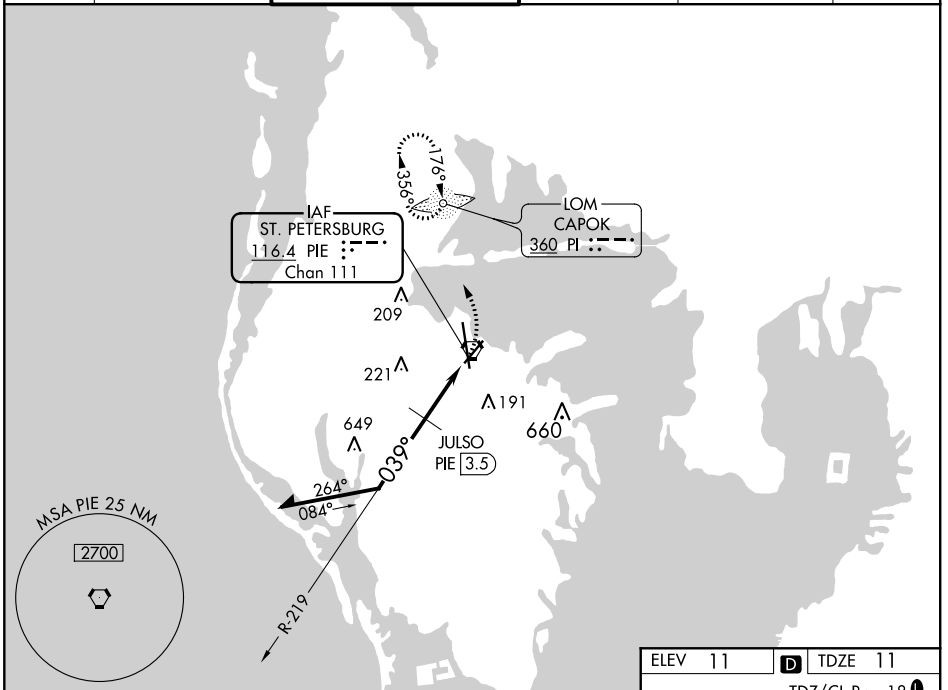 176°
356°
IAF
ST. PETERSBURG
116.4 PIE
Chan 111
LOM
CAPOK
360 PI
209
221
191
660
649
JULSO
PIE 3.5
039°
264°
084°
R-219
MSA PIE 25 NM
2700
ELEV 11 D TDZE 11